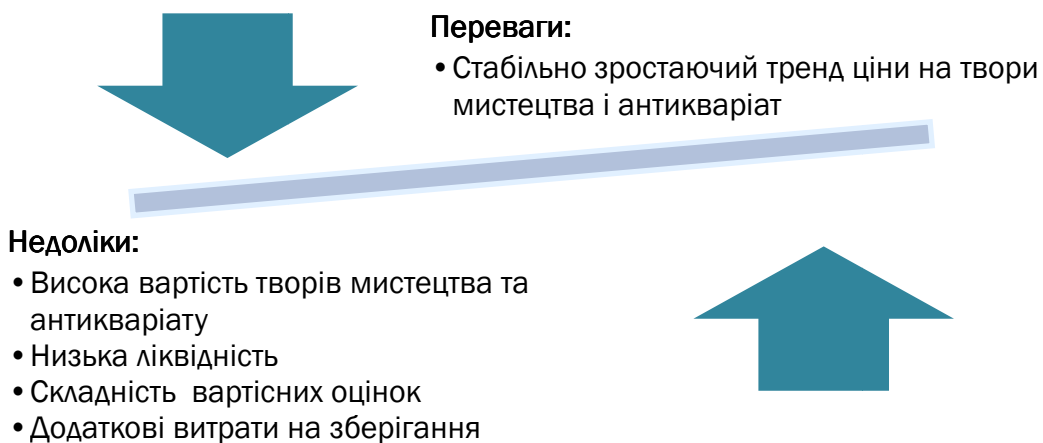 Переваги:
•Стабільно зростаючий тренд ціни на твори
мистецтва і антикваріат
Недоліки:
•Висока вартість творів мистецтва та
антикваріату
•Низька ліквідність
•Складність вартісних оцінок
•Додаткові витрати на зберігання